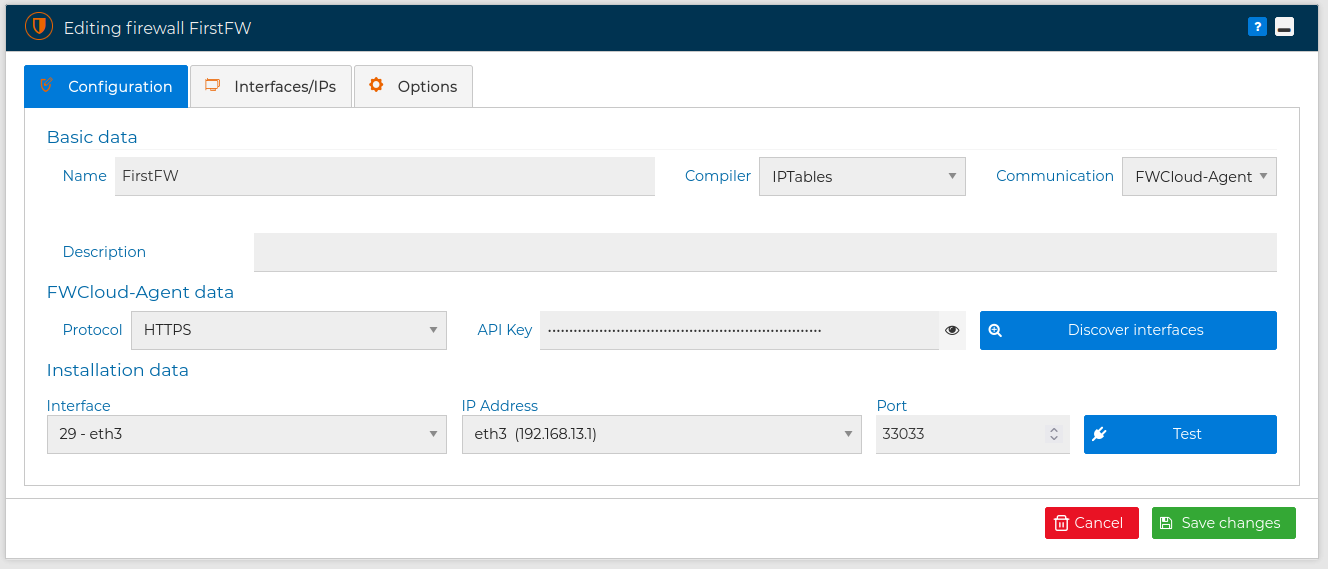 Editing firewall FirstFW
?
Configuration
Interfaces/IPs
Options
Basic data
Name
FirstFW
Compiler
IPTables
Communication
FWCloud-Agent
Description
FWCloud-Agent data
Protocol
HTTPS
API Key
Discover interfaces
Installation data
Interface
IP Address
Port
29 - eth3
eth3 (192.168.13.1)
33033
Test
Cancel
Save changes